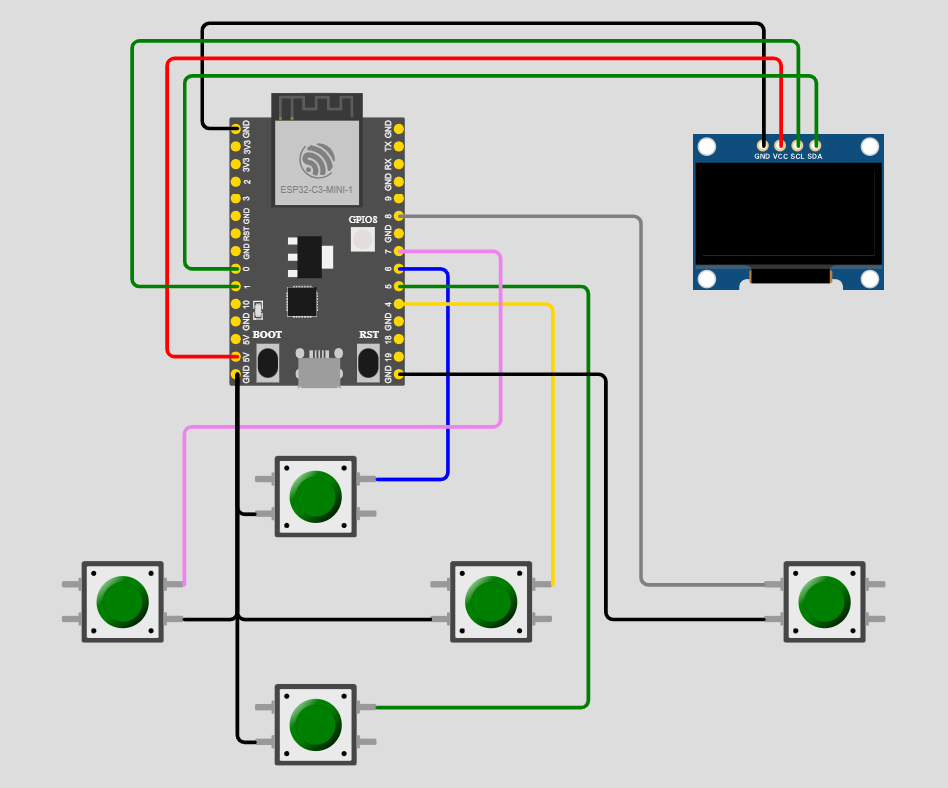 GND
3V3
3V3
2
3
GND
RST
GND
0
1
10
GND
5V
5V
GND
ESP32-C3-MINI-1
GPIO8
BOOT
RST
GND
TX
RX
GND
9
8
GND
7
6
5
4
GND
18
19
GND
GND VCC SCL SDA